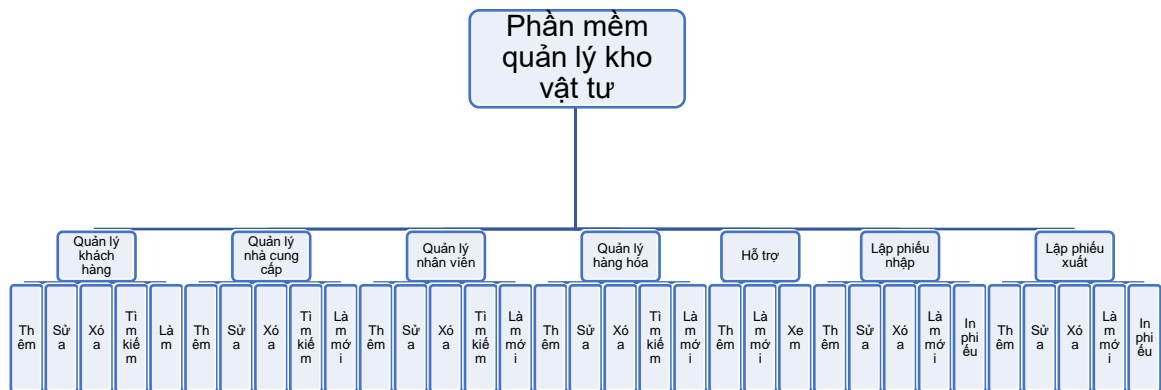 Phần mềm
quản lý kho
vật tư
Quản lý
khách
hàng
Th
êm
Sử
a
Xó
a
Tì
m
kiếm
Là
m
Quản lý
nhà cung
cấp
Th
êm
Sử
a
Xó
a
Tì
m
kiếm
Là
m
mớ
i
Quản lý
nhân viên
Th
êm
Sử
a
Xó
a
Tì
m
kiếm
Là
m
mớ
i
Quản lý
hàng hóa
Th
êm
Sử
a
Xó
a
Tì
m
kiếm
Là
m
mớ
i
Hỗ trợ
Th
êm
Là
m
mớ
i
Xe
m
Lập phiếu
nhập
Th
êm
Sử
a
Xó
a
Là
m
mớ
i
In
phi
ếu
Lập phiếu
xuất
Th
êm
Sử
a
Xó
a
Là
m
mớ
i
In
phi
ếu